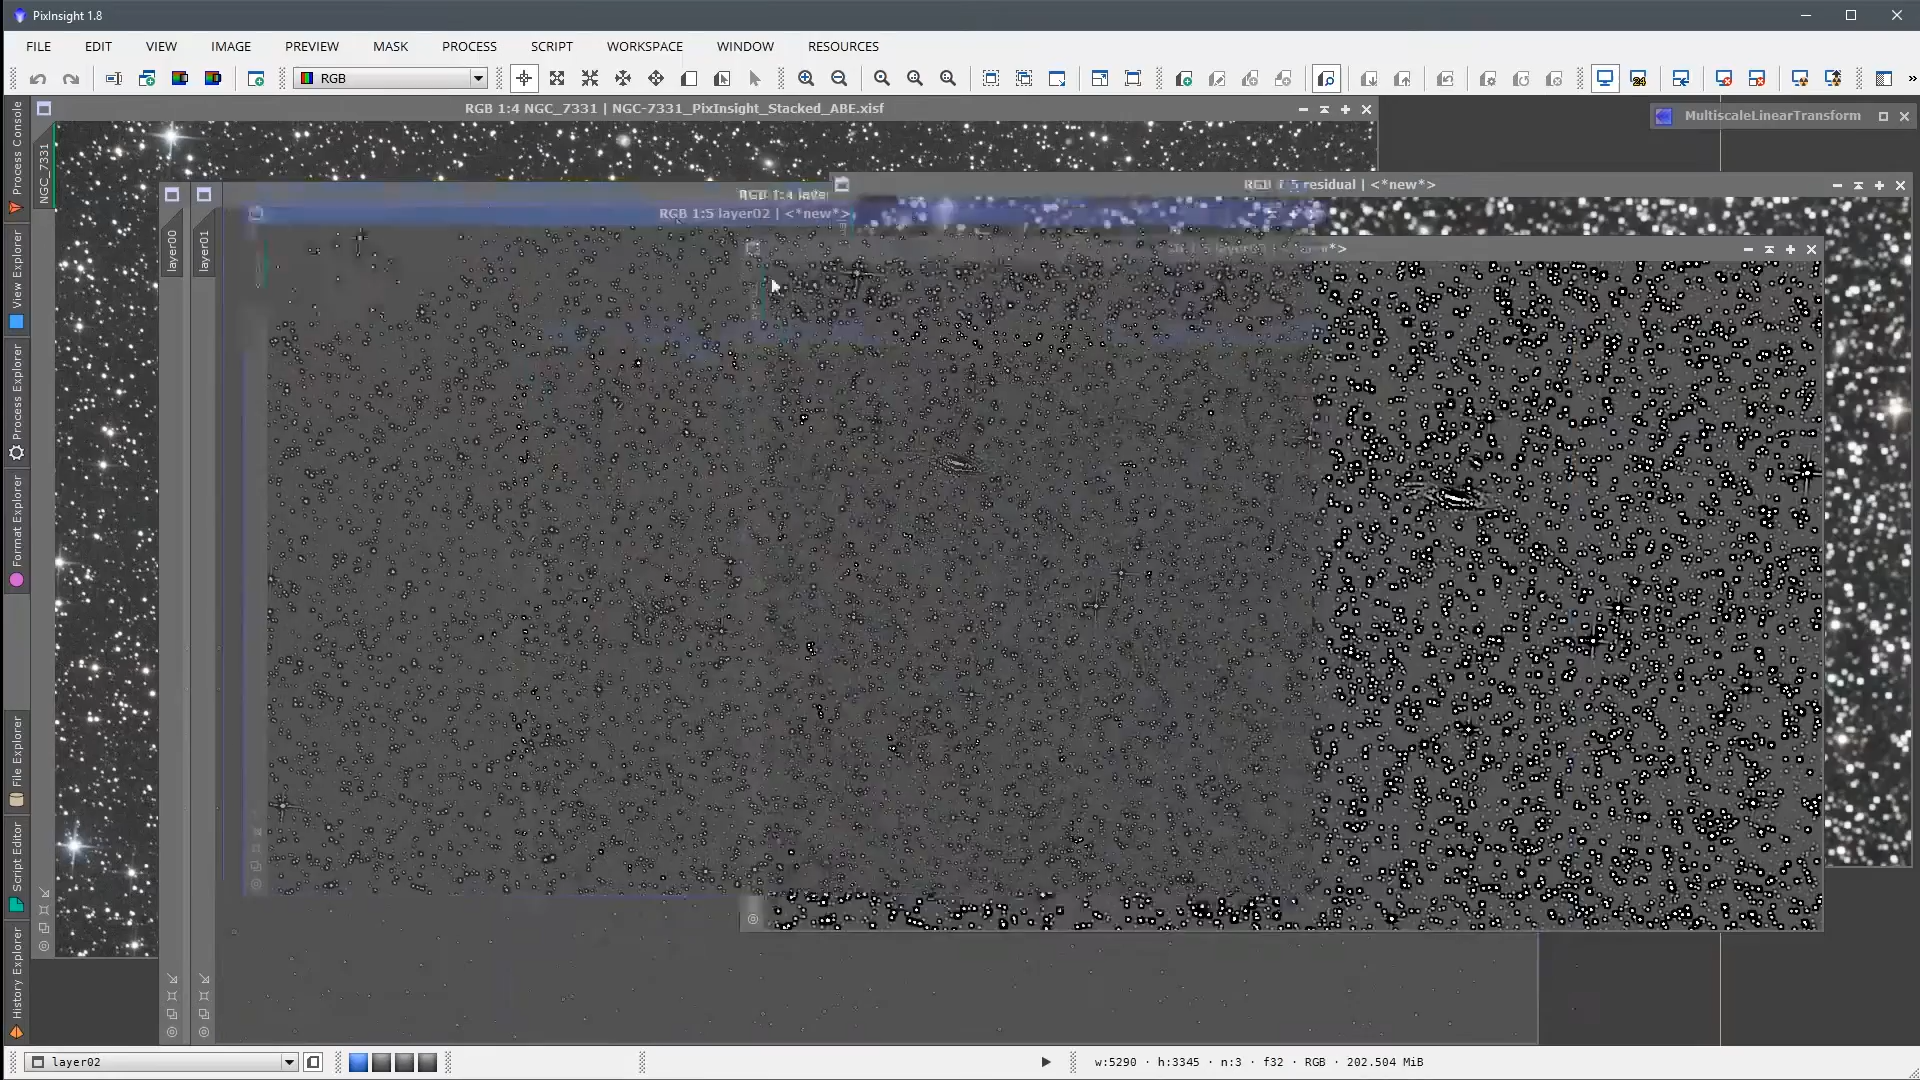 PixInsight 1.8
FILE EDIT VIEW IMAGE PREVIEW MASK PROCESS SCRIPT WORKSPACE WINDOW RESOURCES
RGB
24
RGB 1:4 NGC_7331 | NGC-7331_PixInsight_Stacked_ABE.xisf
MultiscaleLinearTransform
residual | <*new*>
RGB 1:5 layer02 | <*new*>
Process Console
View Explorer
Process Explorer
Format Explorer
File Explorer
Script Editor
History Explorer
NGC_7331
layer00
layer01
layer02
w:5290 · h:3345 · n:3 · f32 · RGB · 202.504 MiB